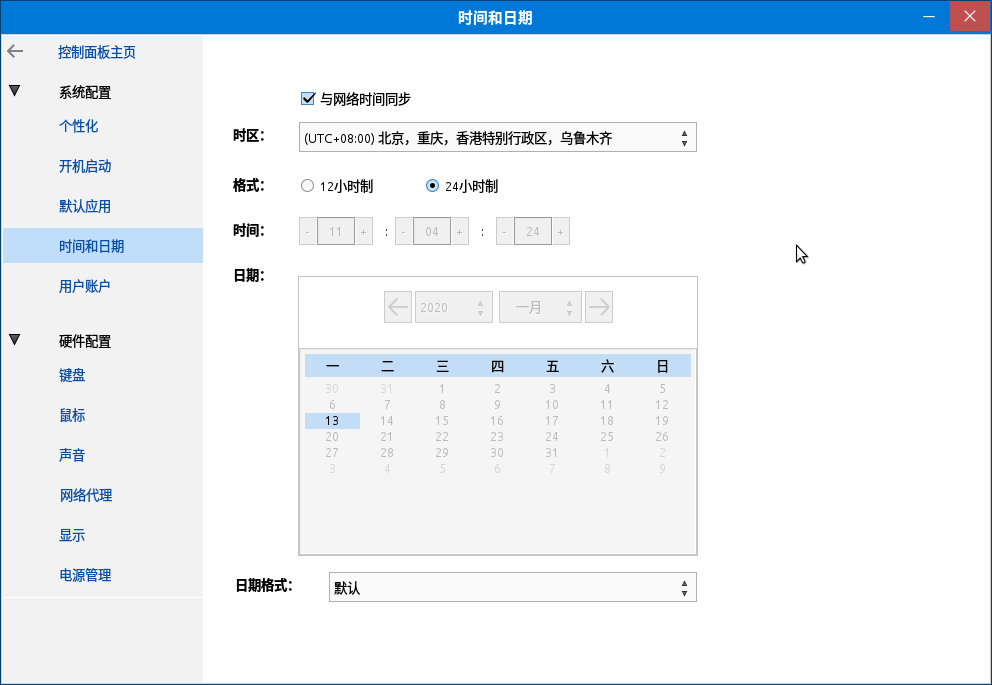 时间和日期
控制面板主页
系统配置
个性化
开机启动
默认应用
时间和日期
用户账户
硬件配置
键盘
鼠标
声音
网络代理
显示
电源管理
与网络时间同步
时区：
(UTC+08:00) 北京，重庆，香港特别行政区，乌鲁木齐
格式：
12小时制 24小时制
时间：
- 11 + : - 04 + : - 24 +
日期：
2020 一月
一 二 三 四 五 六 日
30 31 1 2 3 4 5
6 7 8 9 10 11 12
13 14 15 16 17 18 19
20 21 22 23 24 25 26
27 28 29 30 31 1 2
3 4 5 6 7 8 9
日期格式：
默认